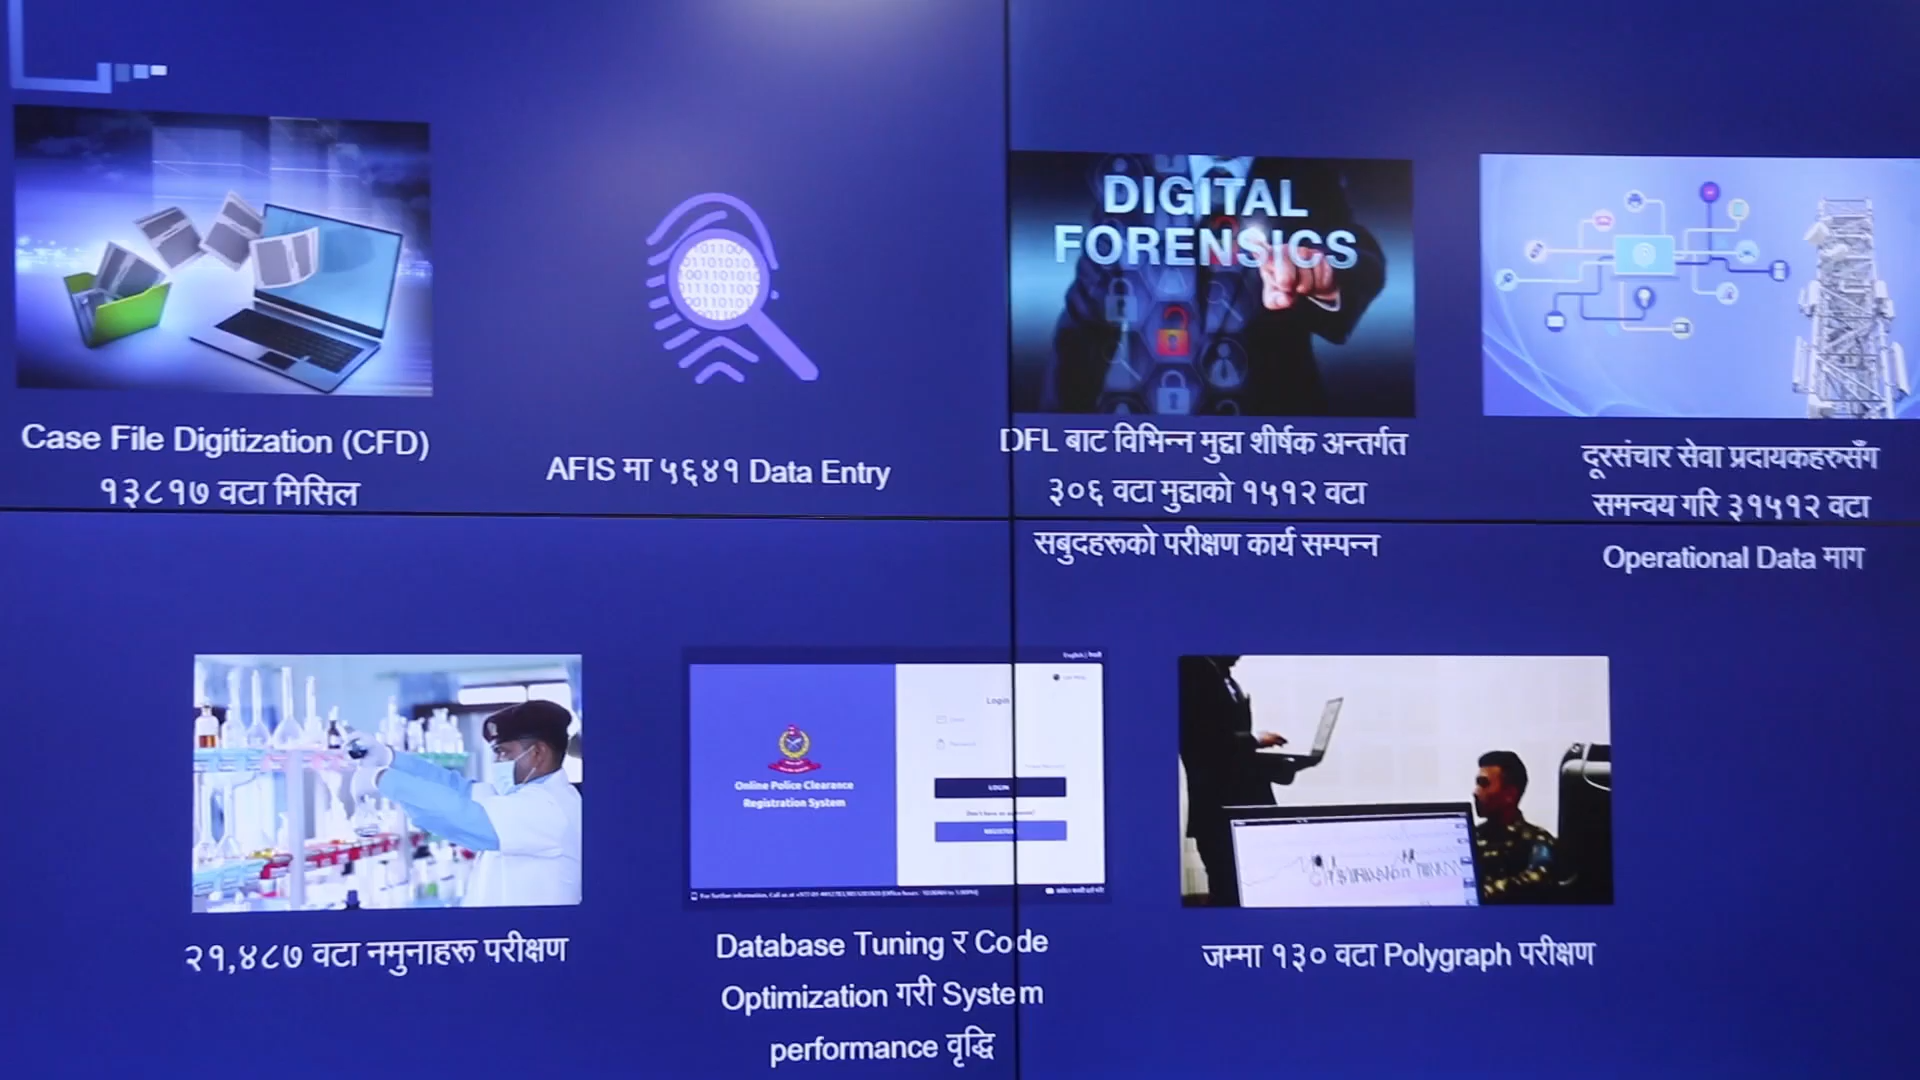 Case File Digitization (CFD)
१३८१७ वटा मिसिल
AFIS मा ५६४१ Data Entry
DIGITAL
FORENSICS
DFL बाट विभिन्न मुद्दा शीर्षक अन्तर्गत
३०६ वटा मुद्दाको १५१२ वटा
सबुदहरूको परीक्षण कार्य सम्पन्न
दूरसंचार सेवा प्रदायकहरुसँग
समन्वय गरि ३१५१२ वटा
Operational Data माग
२१,४८७ वटा नमुनाहरू परीक्षण
Online Police Clearance
Registration System
Login
LOGIN
REGISTER
Database Tuning र Code
Optimization गरी System
performance वृद्धि
जम्मा १३० वटा Polygraph परीक्षण